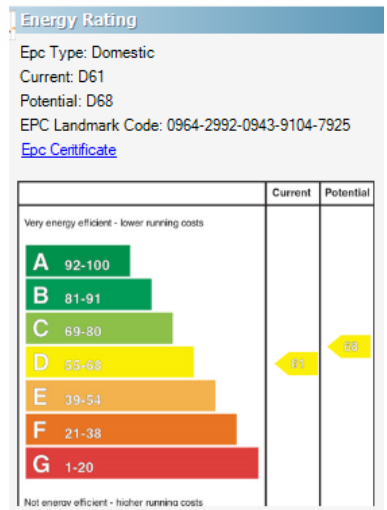 Energy Rating
Epc Type: Domestic
Current: D61
Potential: D68
EPC Landmark Code: 0964-2992-0943-9104-7925
Epc Ceritificate
Current Potential
Very energy efficient - lower running costs
A 92-100
B 81-91
C 69-80
68
D 55-68 61
E 39-54
F 21-38
G 1-20
Not energy efficient - higher running costs